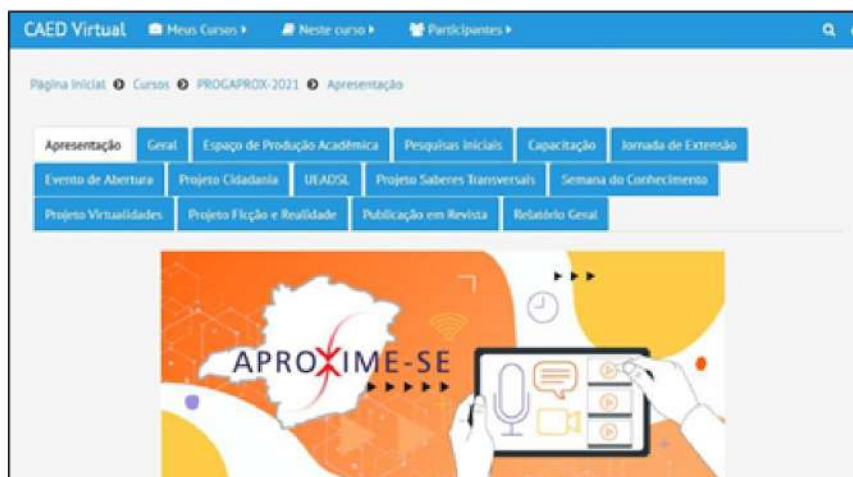 CAED Virtual Meus Cursos Neste curso Participantes
Página inicial Cursos PROGAPROX-2021 Apresentação
Apresentação Geral Espaço de Produção Acadêmica Pesquisas iniciais Capacitação Jornada de Extensão
Evento de Abertura Projeto Cidadania UEADSL Projeto Saberes Transversais Semana do Conhecimento
Projeto Virtualidades Projeto Ficção e Realidade Publicação em Revista Relatório Geral
APROXIME-SE